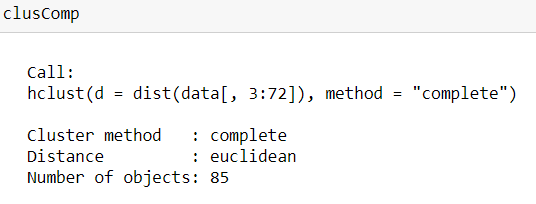 clusComp
Call:
hclust(d = dist(data[, 3:72]), method = "complete")
Cluster method   : complete
Distance         : euclidean
Number of objects: 85